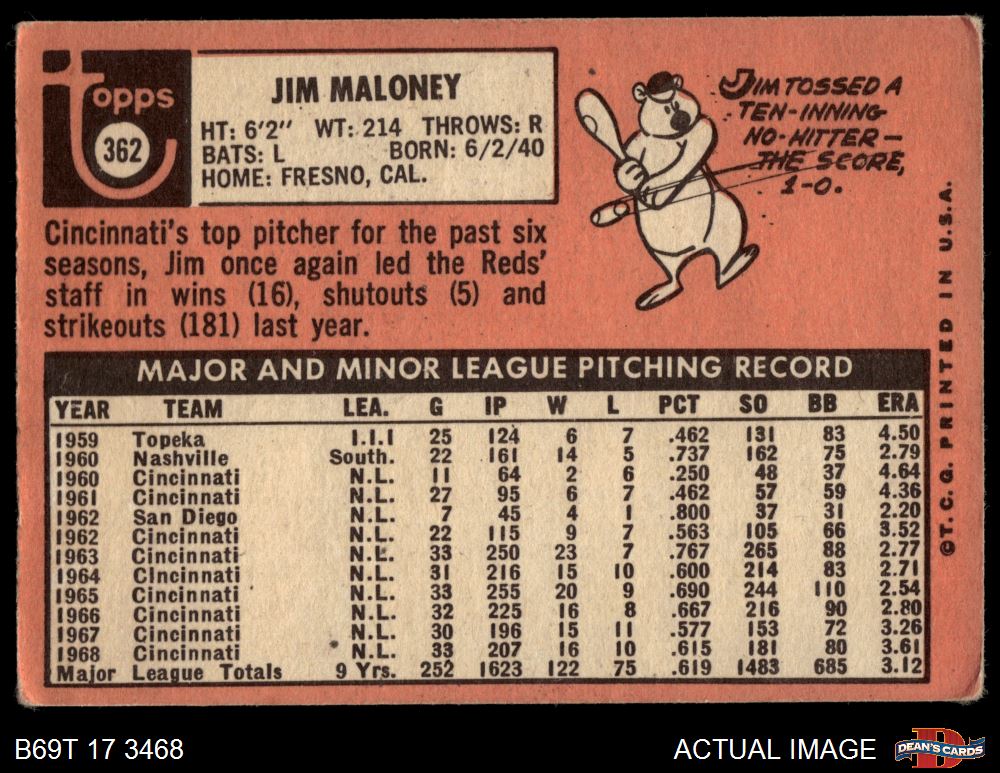 Topps
362
JIM MALONEY
HT: 6'2" WT: 214 THROWS: R
BATS: L BORN: 6/2/40
HOME: FRESNO, CAL.
JIM TOSSED A
TEN-INNING
NO-HITTER—
THE SCORE,
1-0.
Cincinnati's top pitcher for the past six
seasons, Jim once again led the Reds'
staff in wins (16), shutouts (5) and
strikeouts (181) last year.
MAJOR AND MINOR LEAGUE PITCHING RECORD
YEAR TEAM LEA. G IP W L PCT SO BB ERA
1959 Topeka I.I.I 25 124 6 7 .462 131 83 4.50
1960 Nashville South. 22 161 14 5 .737 162 75 2.79
1960 Cincinnati N.L. 11 64 2 6 .250 48 37 4.64
1961 Cincinnati N.L. 27 95 6 7 .462 57 59 4.36
1962 San Diego N.L. 7 45 4 1 .800 37 31 2.20
1962 Cincinnati N.L. 22 115 9 7 .563 105 66 3.52
1963 Cincinnati N.L. 33 250 23 7 .767 265 88 2.77
1964 Cincinnati N.L. 31 216 15 10 .600 214 83 2.71
1965 Cincinnati N.L. 33 255 20 9 .690 244 110 2.54
1966 Cincinnati N.L. 32 225 16 8 .667 216 90 2.80
1967 Cincinnati N.L. 30 196 15 11 .577 153 72 3.26
1968 Cincinnati N.L. 33 207 16 10 .615 181 80 3.61
Major League Totals 9 Yrs. 252 1623 122 75 .619 1483 685 3.12
©T.C.G. PRINTED IN U.S.A.
B69T 17 3468
ACTUAL IMAGE
D
DEAN'S CARDS